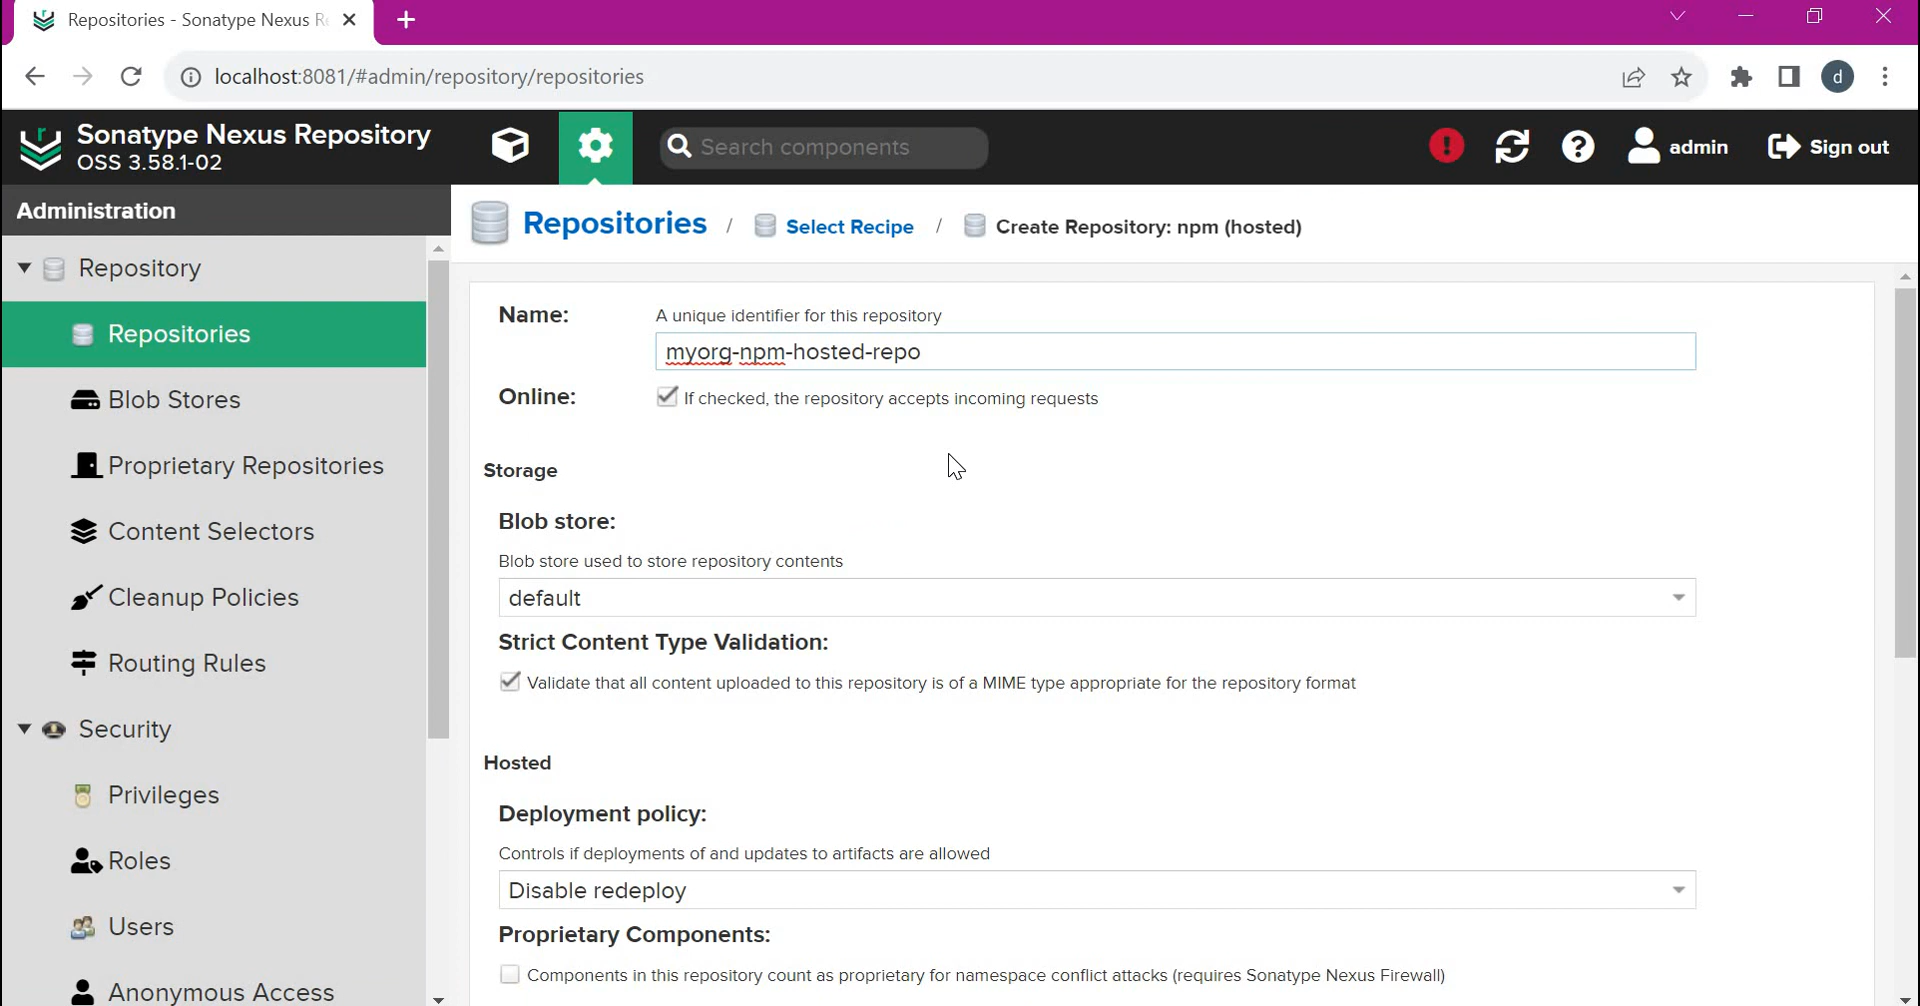 Repositories - Sonatype Nexus R
localhost:8081/#admin/repository/repositories
d
Sonatype Nexus Repository
OSS 3.58.1-02
Search components
admin
Sign out
Administration
Repositories / Select Recipe / Create Repository: npm (hosted)
Repository
Repositories
Blob Stores
Proprietary Repositories
Content Selectors
Cleanup Policies
Routing Rules
Security
Privileges
Roles
Users
Anonymous Access
Name:
A unique identifier for this repository
myorg-npm-hosted-repo
Online:
If checked, the repository accepts incoming requests
Storage
Blob store:
Blob store used to store repository contents
default
Strict Content Type Validation:
Validate that all content uploaded to this repository is of a MIME type appropriate for the repository format
Hosted
Deployment policy:
Controls if deployments of and updates to artifacts are allowed
Disable redeploy
Proprietary Components:
Components in this repository count as proprietary for namespace conflict attacks (requires Sonatype Nexus Firewall)